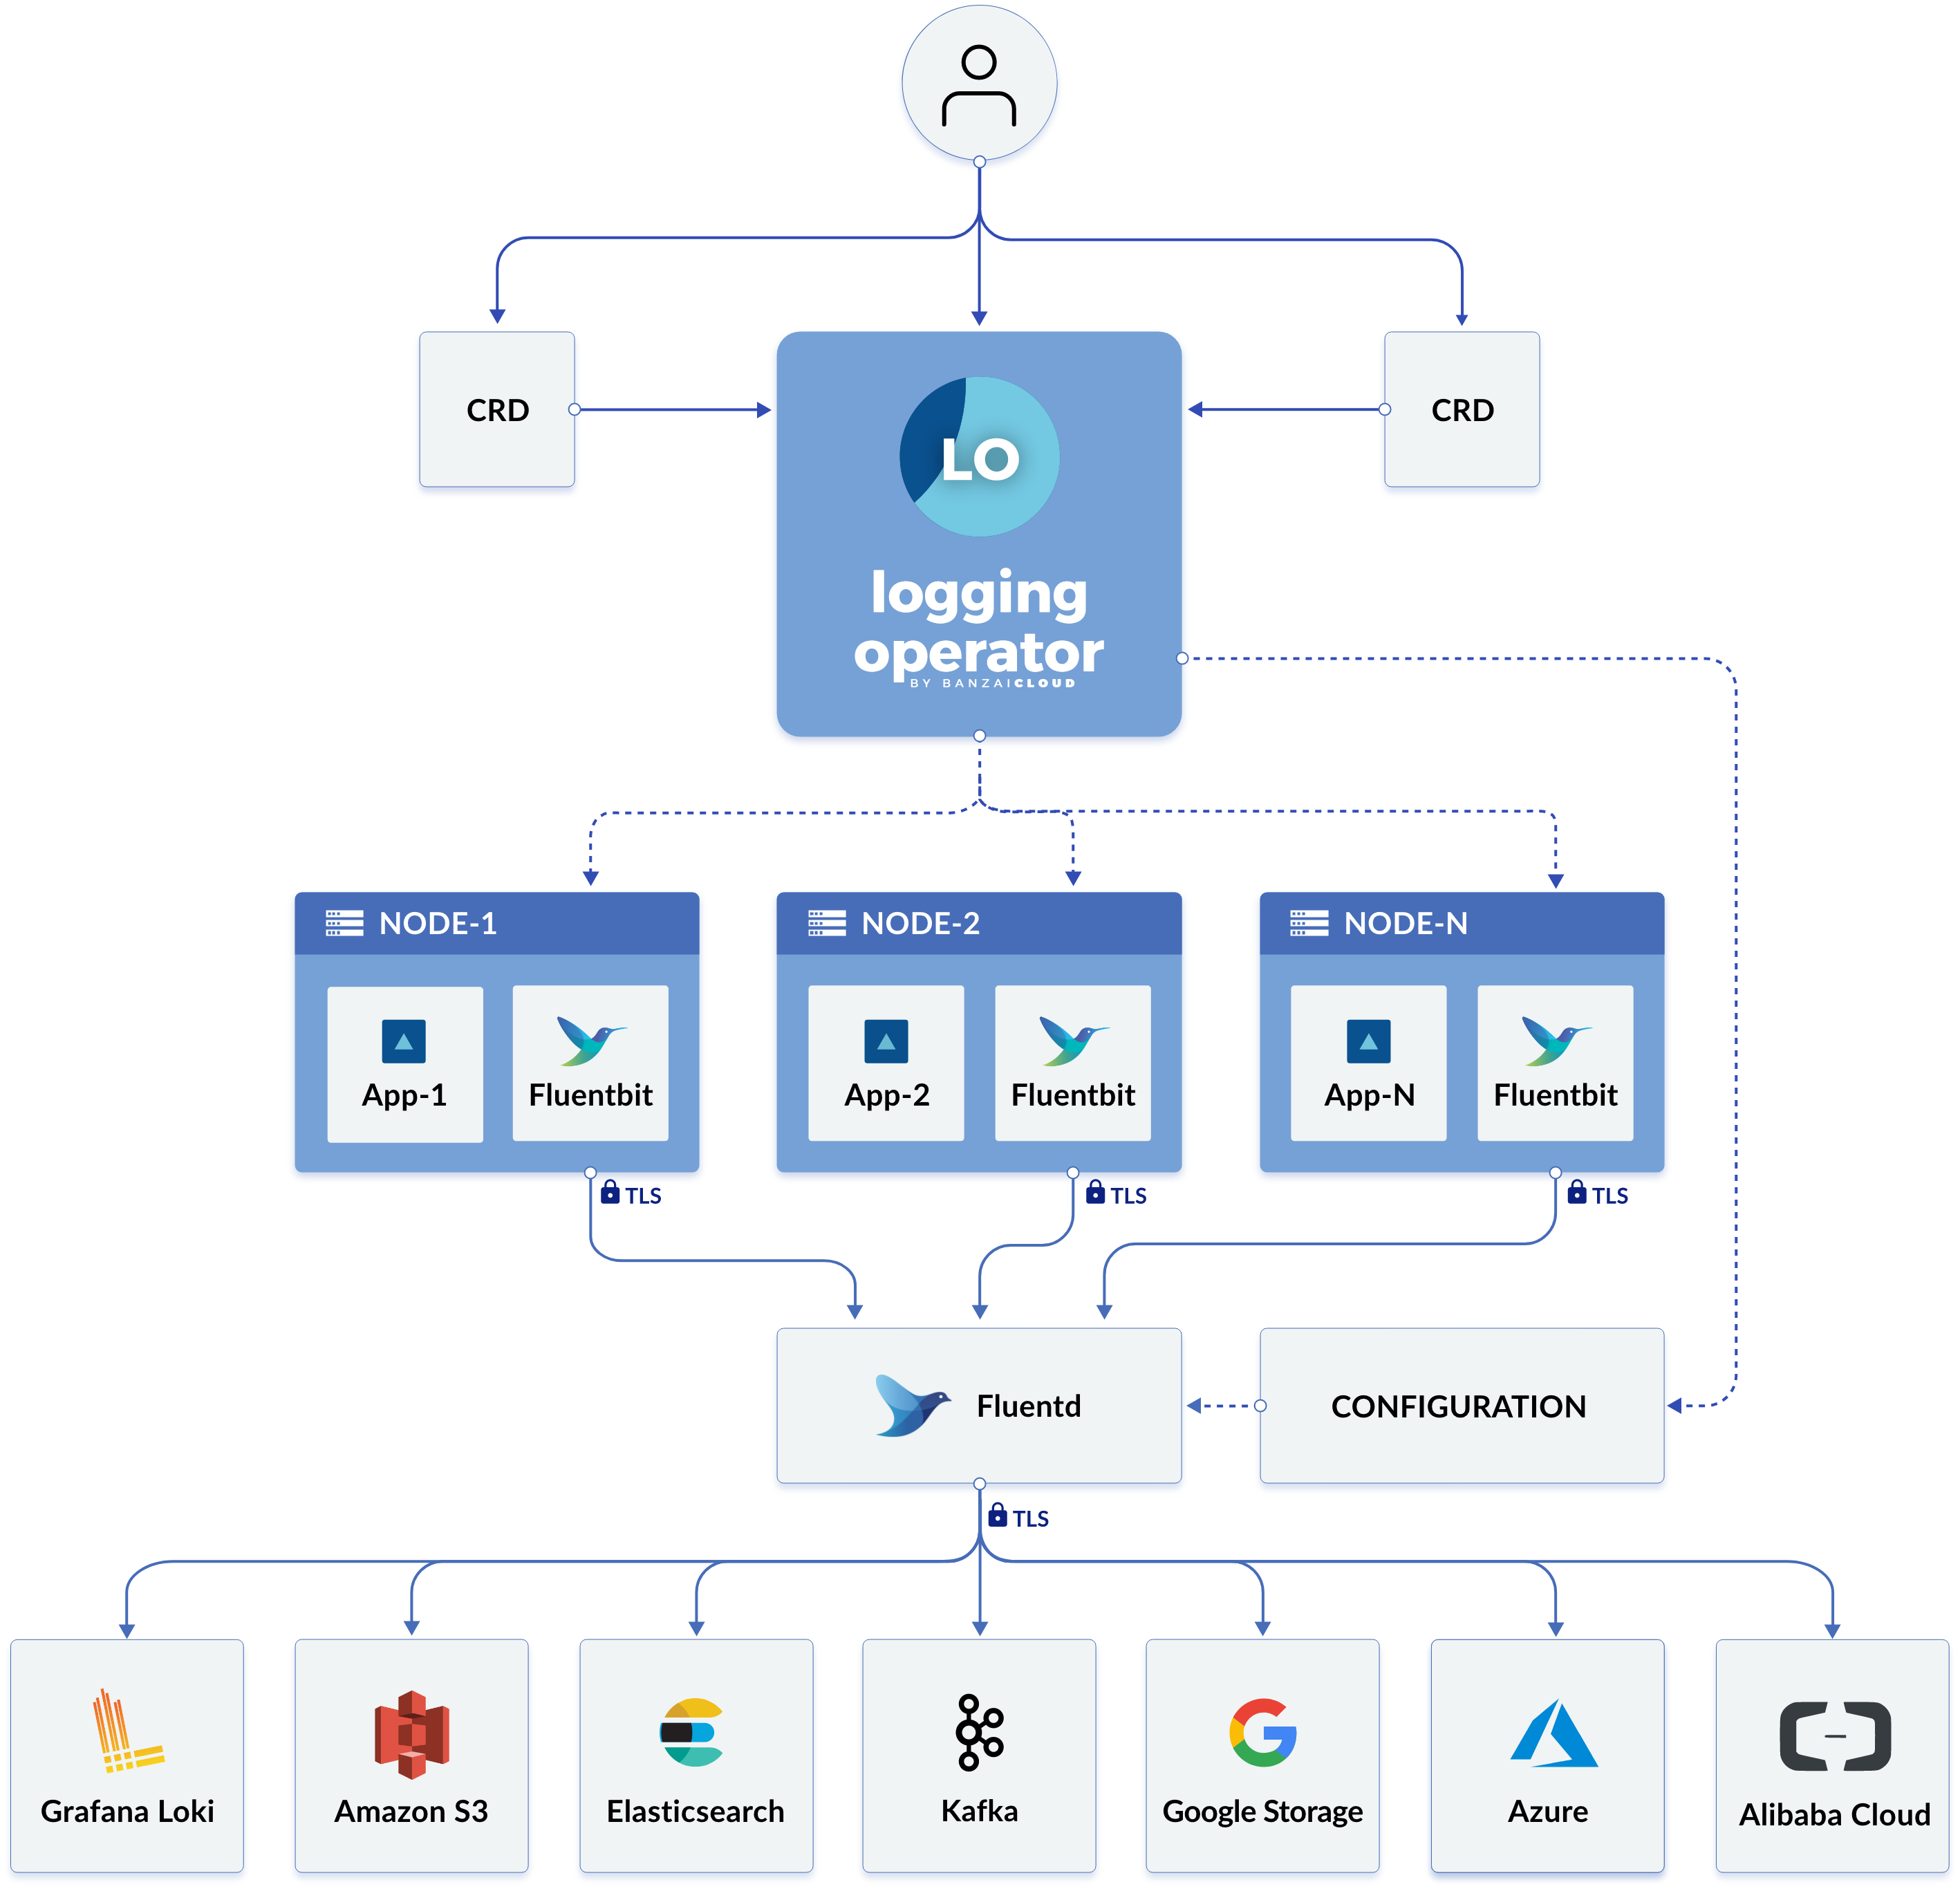 CRD
LO
CRD
logging
operator
BY BANZAICLOUD
NODE-1
NODE-2
NODE-N
App-1
Fluentbit
App-2
Fluentbit
App-N
Fluentbit
TLS
TLS
TLS
Fluentd
CONFIGURATION
TLS
Grafana Loki
Amazon S3
Elasticsearch
Kafka
Google Storage
Azure
Alibaba Cloud